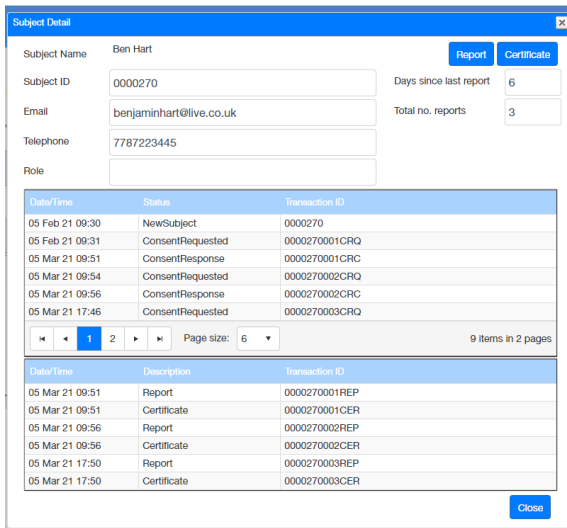 Subject Detail
Subject Name Ben Hart Report Certificate
Subject ID 0000270 Days since last report 6
Email benjaminhart@live.co.uk Total no. reports 3
Telephone 7787223445
Role
Date/Time Status Transaction ID
05 Feb 21 09:30 NewSubject 0000270
05 Feb 21 09:31 ConsentRequested 0000270001CRQ
05 Mar 21 09:51 ConsentResponse 0000270001CRC
05 Mar 21 09:54 ConsentRequested 0000270002CRQ
05 Mar 21 09:56 ConsentResponse 0000270002CRC
05 Mar 21 17:46 ConsentRequested 0000270003CRQ
1 2 Page size: 6 9 items in 2 pages
Date/Time Description Transaction ID
05 Mar 21 09:51 Report 0000270001REP
05 Mar 21 09:51 Certificate 0000270001CER
05 Mar 21 09:56 Report 0000270002REP
05 Mar 21 09:56 Certificate 0000270002CER
05 Mar 21 17:50 Report 0000270003REP
05 Mar 21 17:50 Certificate 0000270003CER
Close